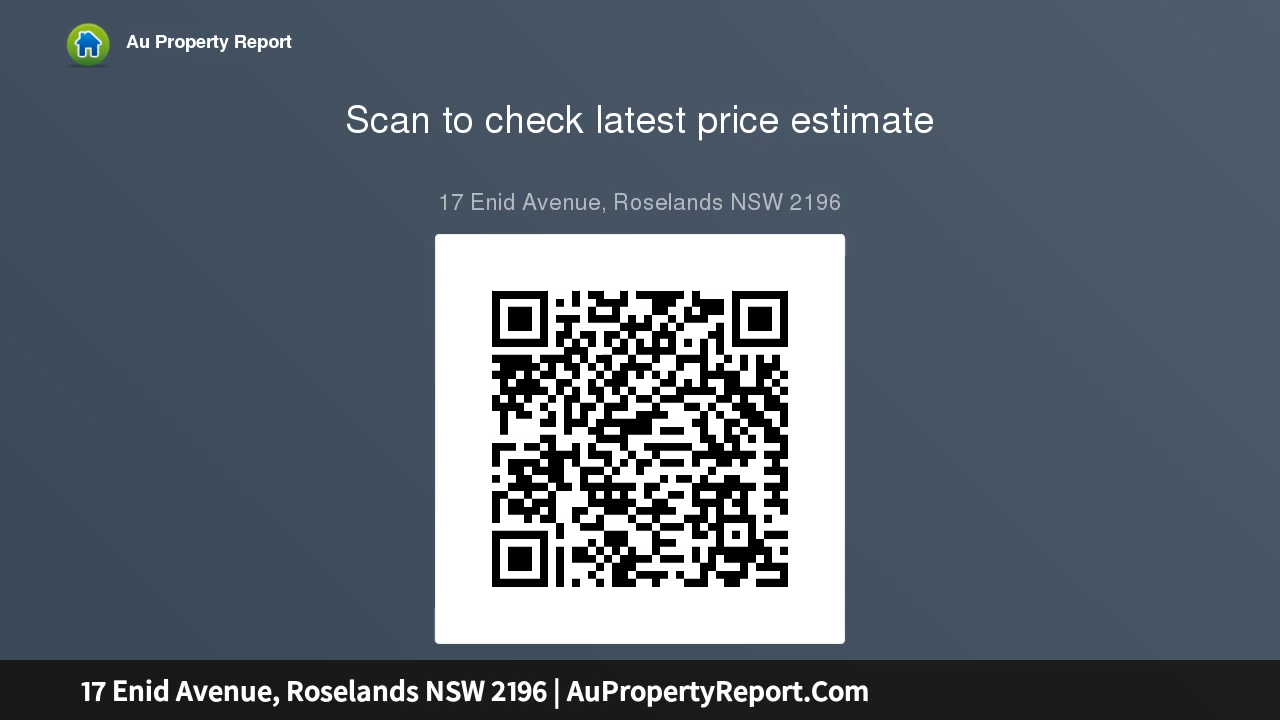 Au Property Report
Scan to check latest price estimate
17 Enid Avenue, Roselands NSW 2196
17 Enid Avenue, Roselands NSW 2196 | AuPropertyReport.Com